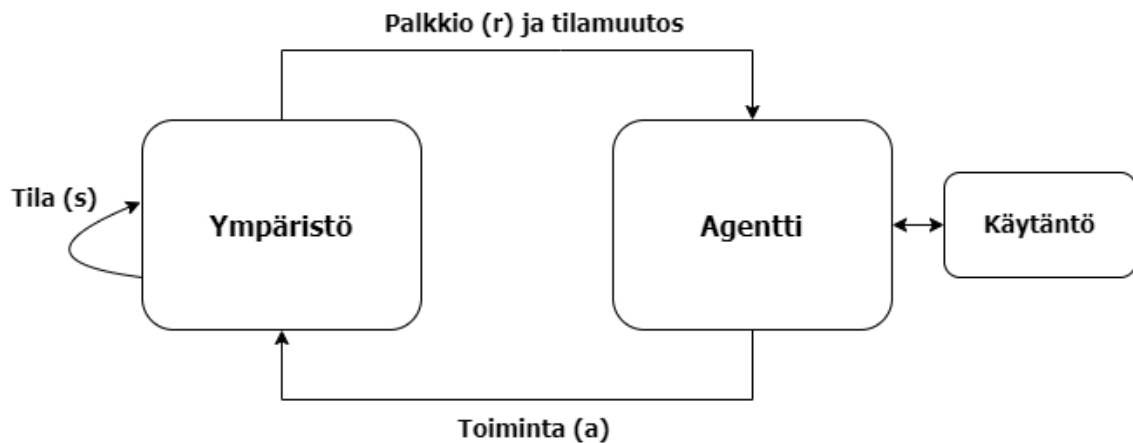 Palkkio (r) ja tilamuutos
Tila (s)
Ympäristö
Agentti
Käytäntö
Toiminta (a)